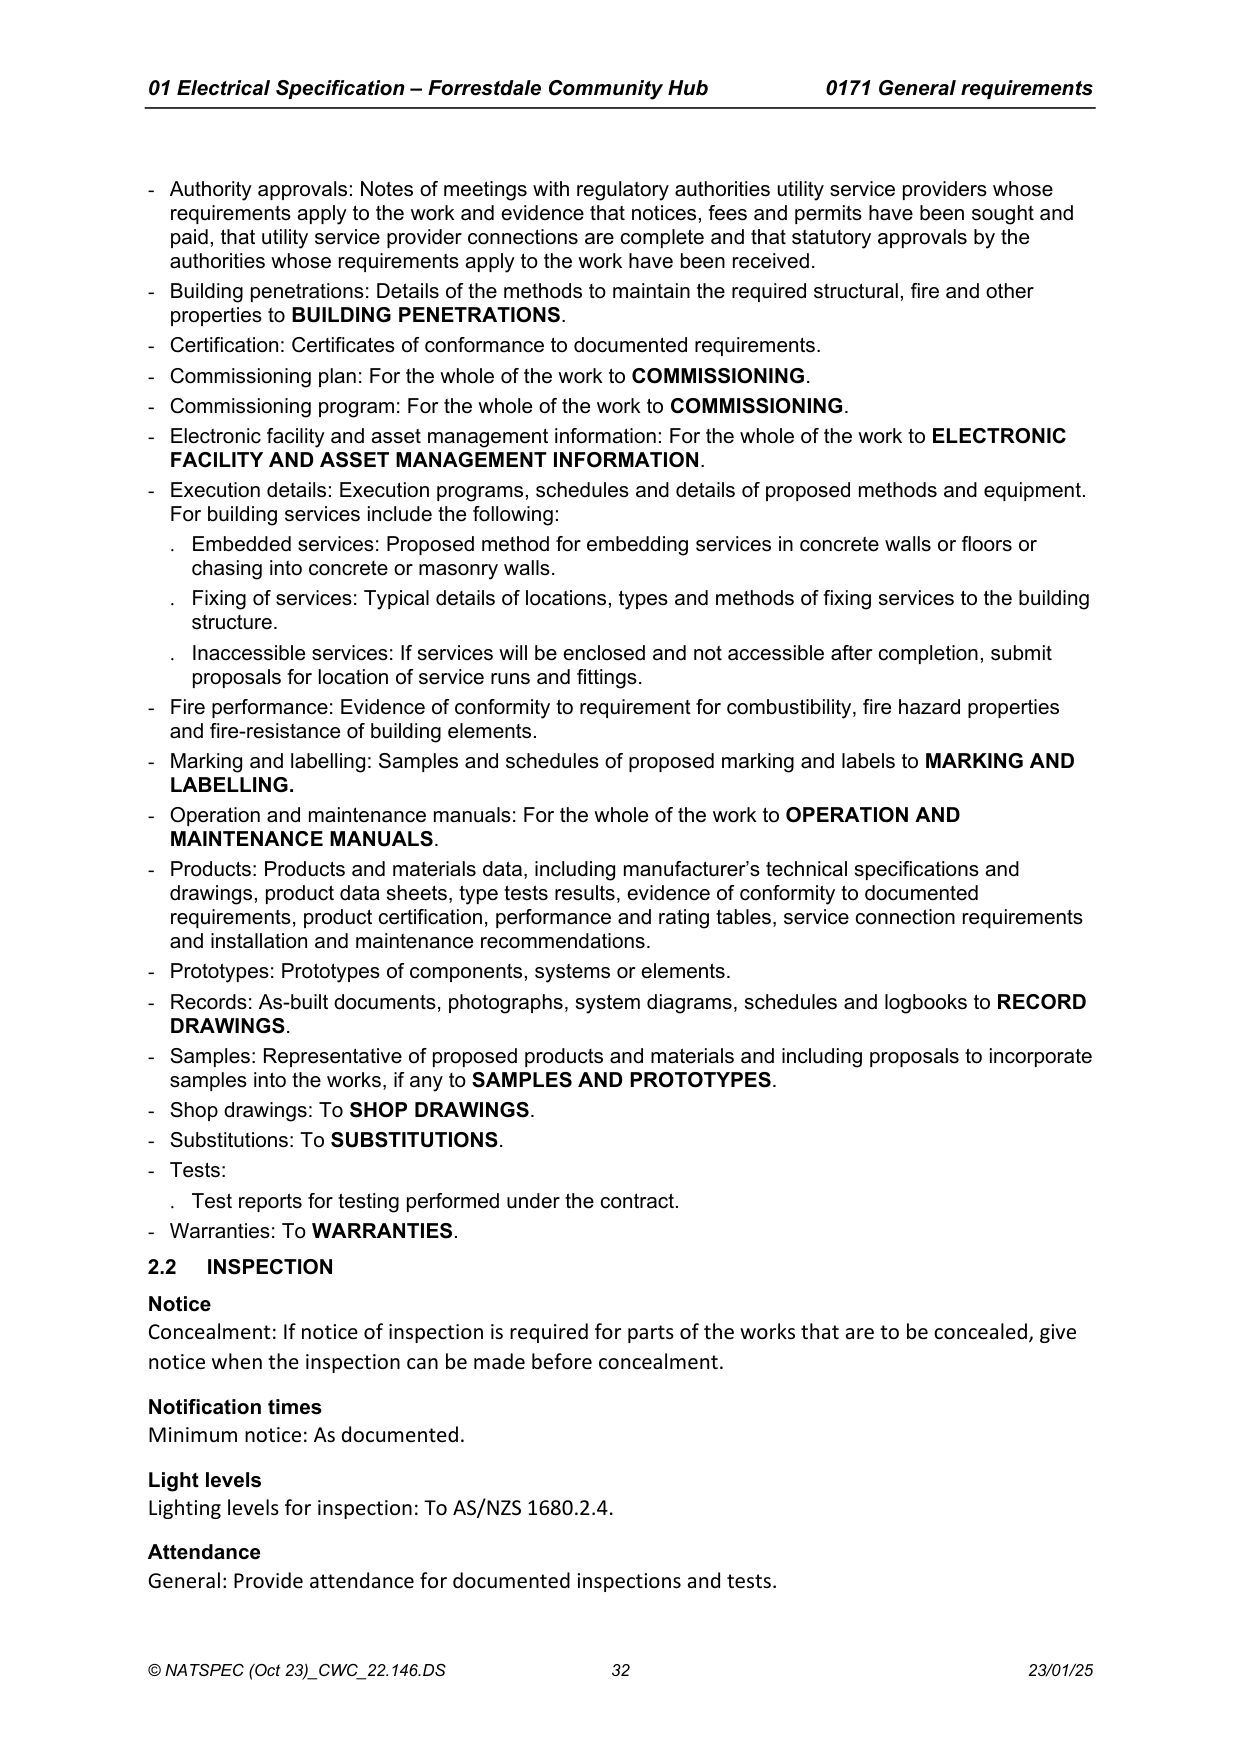 01 Electrical Specification – Forrestdale Community Hub 0171 General requirements
- Authority approvals: Notes of meetings with regulatory authorities utility service providers whose
requirements apply to the work and evidence that notices, fees and permits have been sought and
paid, that utility service provider connections are complete and that statutory approvals by the
authorities whose requirements apply to the work have been received.
- Building penetrations: Details of the methods to maintain the required structural, fire and other
properties to BUILDING PENETRATIONS.
- Certification: Certificates of conformance to documented requirements.
- Commissioning plan: For the whole of the work to COMMISSIONING.
- Commissioning program: For the whole of the work to COMMISSIONING.
- Electronic facility and asset management information: For the whole of the work to ELECTRONIC
FACILITY AND ASSET MANAGEMENT INFORMATION.
- Execution details: Execution programs, schedules and details of proposed methods and equipment.
For building services include the following:
. Embedded services: Proposed method for embedding services in concrete walls or floors or
chasing into concrete or masonry walls.
. Fixing of services: Typical details of locations, types and methods of fixing services to the building
structure.
. Inaccessible services: If services will be enclosed and not accessible after completion, submit
proposals for location of service runs and fittings.
- Fire performance: Evidence of conformity to requirement for combustibility, fire hazard properties
and fire-resistance of building elements.
- Marking and labelling: Samples and schedules of proposed marking and labels to MARKING AND
LABELLING.
- Operation and maintenance manuals: For the whole of the work to OPERATION AND
MAINTENANCE MANUALS.
- Products: Products and materials data, including manufacturer’s technical specifications and
drawings, product data sheets, type tests results, evidence of conformity to documented
requirements, product certification, performance and rating tables, service connection requirements
and installation and maintenance recommendations.
- Prototypes: Prototypes of components, systems or elements.
- Records: As-built documents, photographs, system diagrams, schedules and logbooks to RECORD
DRAWINGS.
- Samples: Representative of proposed products and materials and including proposals to incorporate
samples into the works, if any to SAMPLES AND PROTOTYPES.
- Shop drawings: To SHOP DRAWINGS.
- Substitutions: To SUBSTITUTIONS.
- Tests:
. Test reports for testing performed under the contract.
- Warranties: To WARRANTIES.
2.2 INSPECTION
Notice
Concealment: If notice of inspection is required for parts of the works that are to be concealed, give
notice when the inspection can be made before concealment.
Notification times
Minimum notice: As documented.
Light levels
Lighting levels for inspection: To AS/NZS 1680.2.4.
Attendance
General: Provide attendance for documented inspections and tests.
© NATSPEC (Oct 23)_CWC_22.146.DS 32 23/01/25